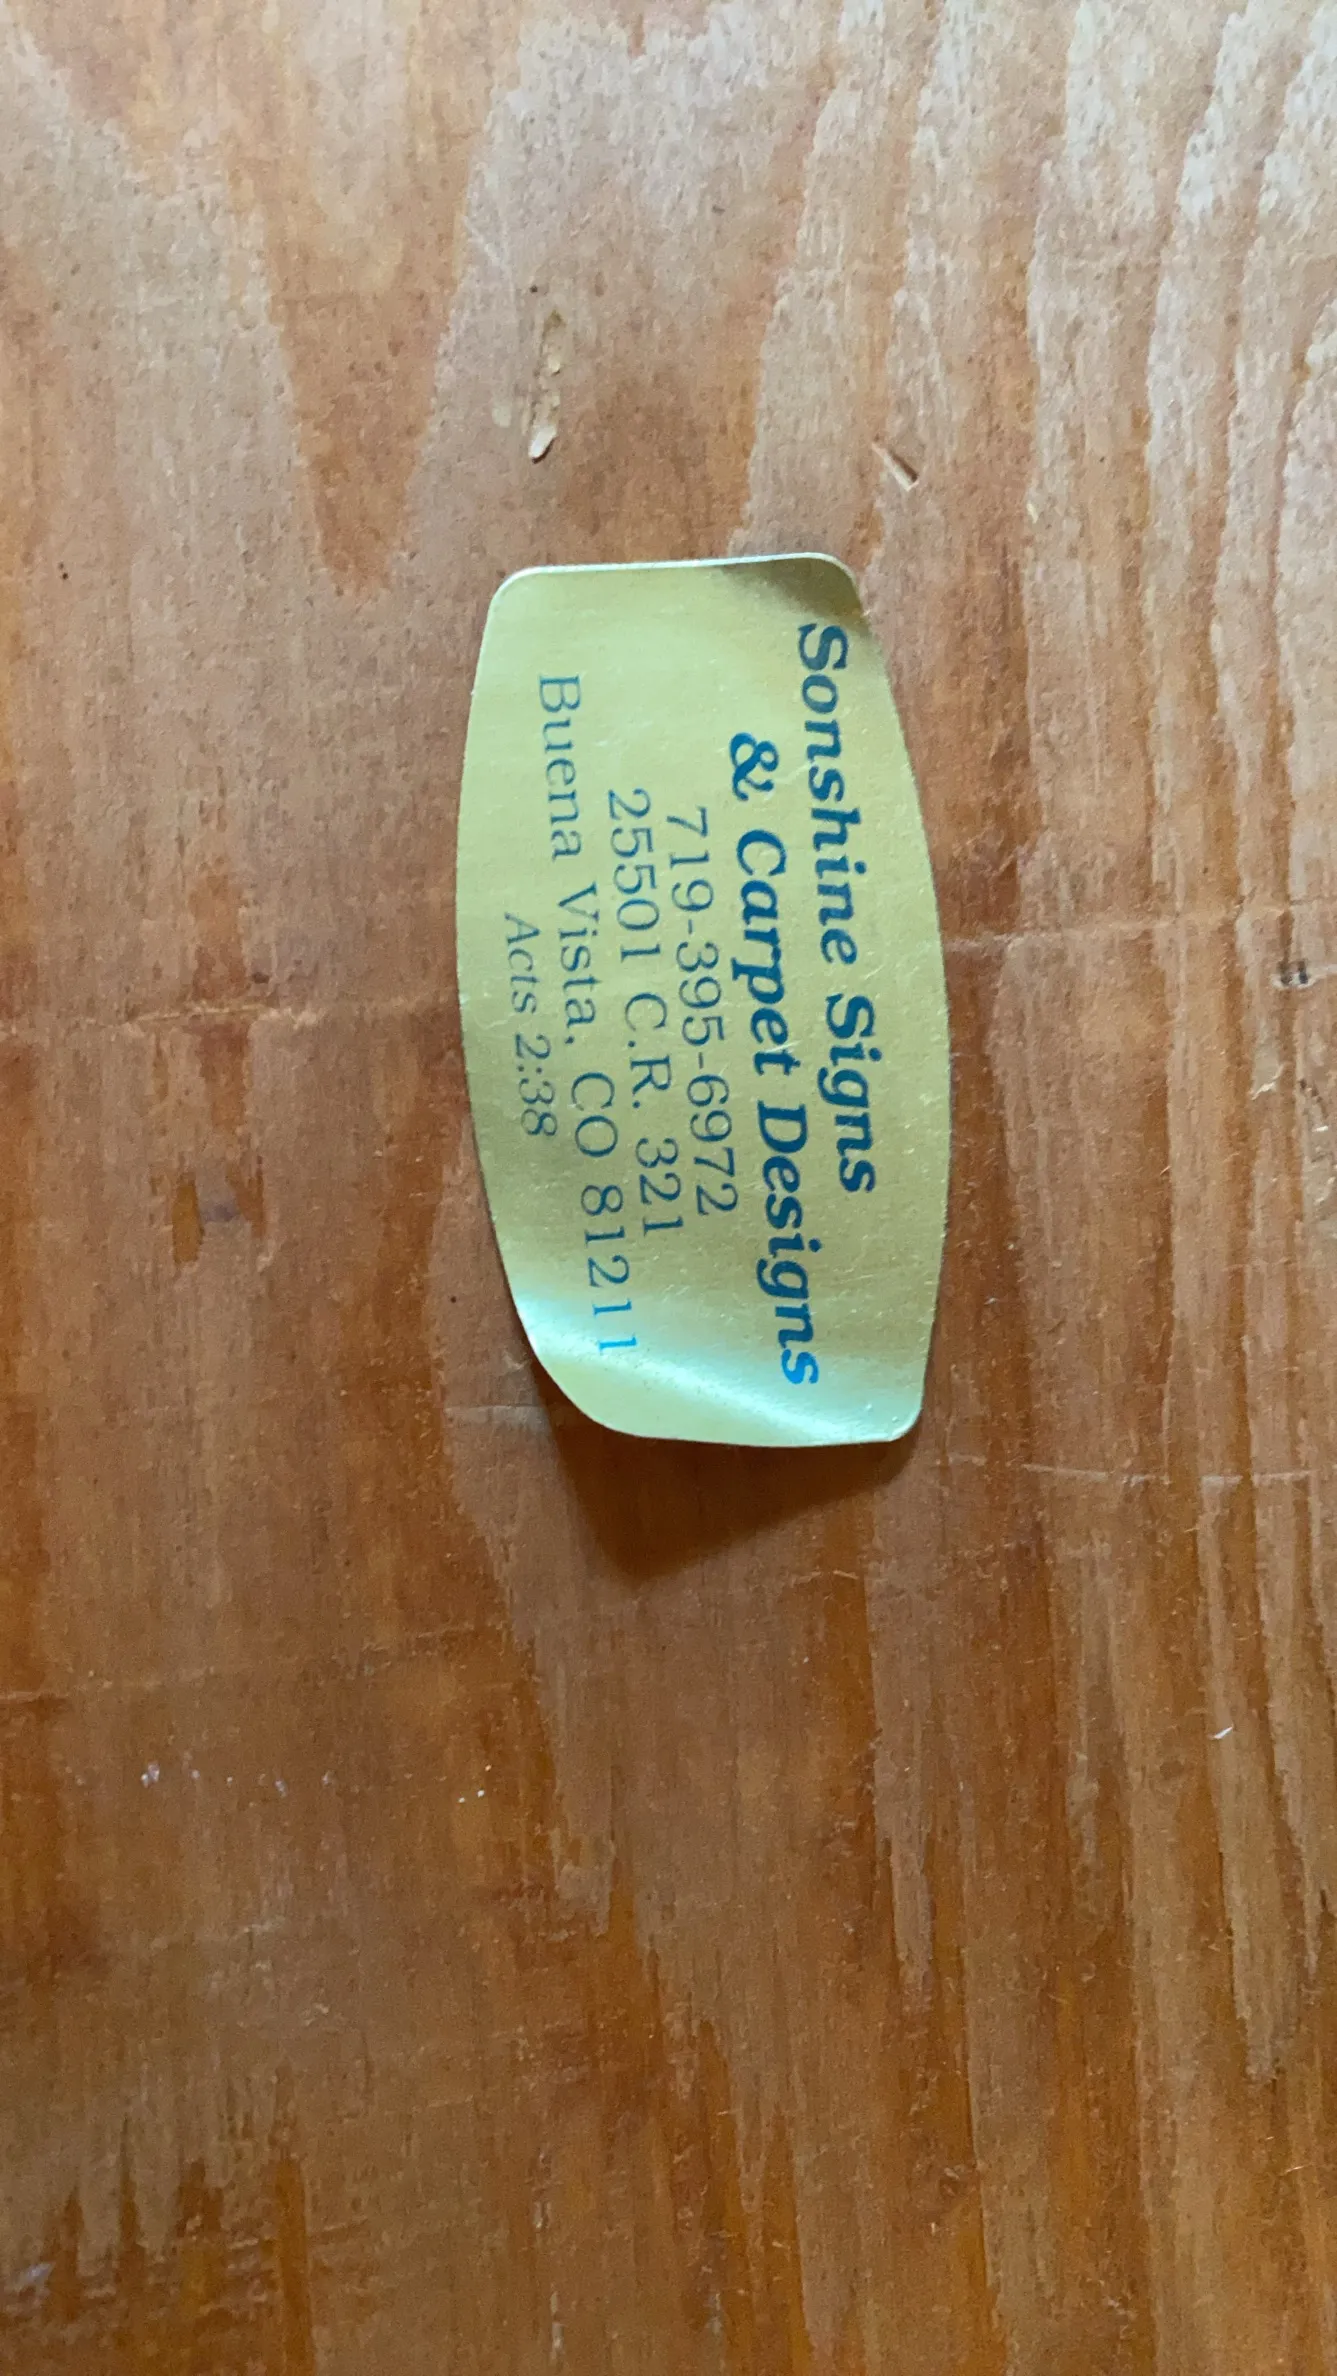 Sonshine Signs
& Carpet Designs
719-395-6972
25501 C.R. 321
Buena Vista, CO 81211
Acts 2:38